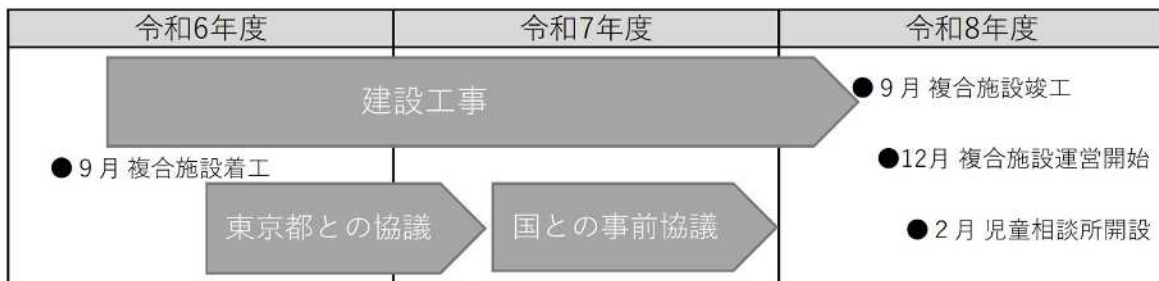 令和6年度 令和7年度 令和8年度
建設工事
●9月 複合施設竣工
●9月 複合施設着工
●12月 複合施設運営開始
東京都との協議 国との事前協議
●2月 児童相談所開設